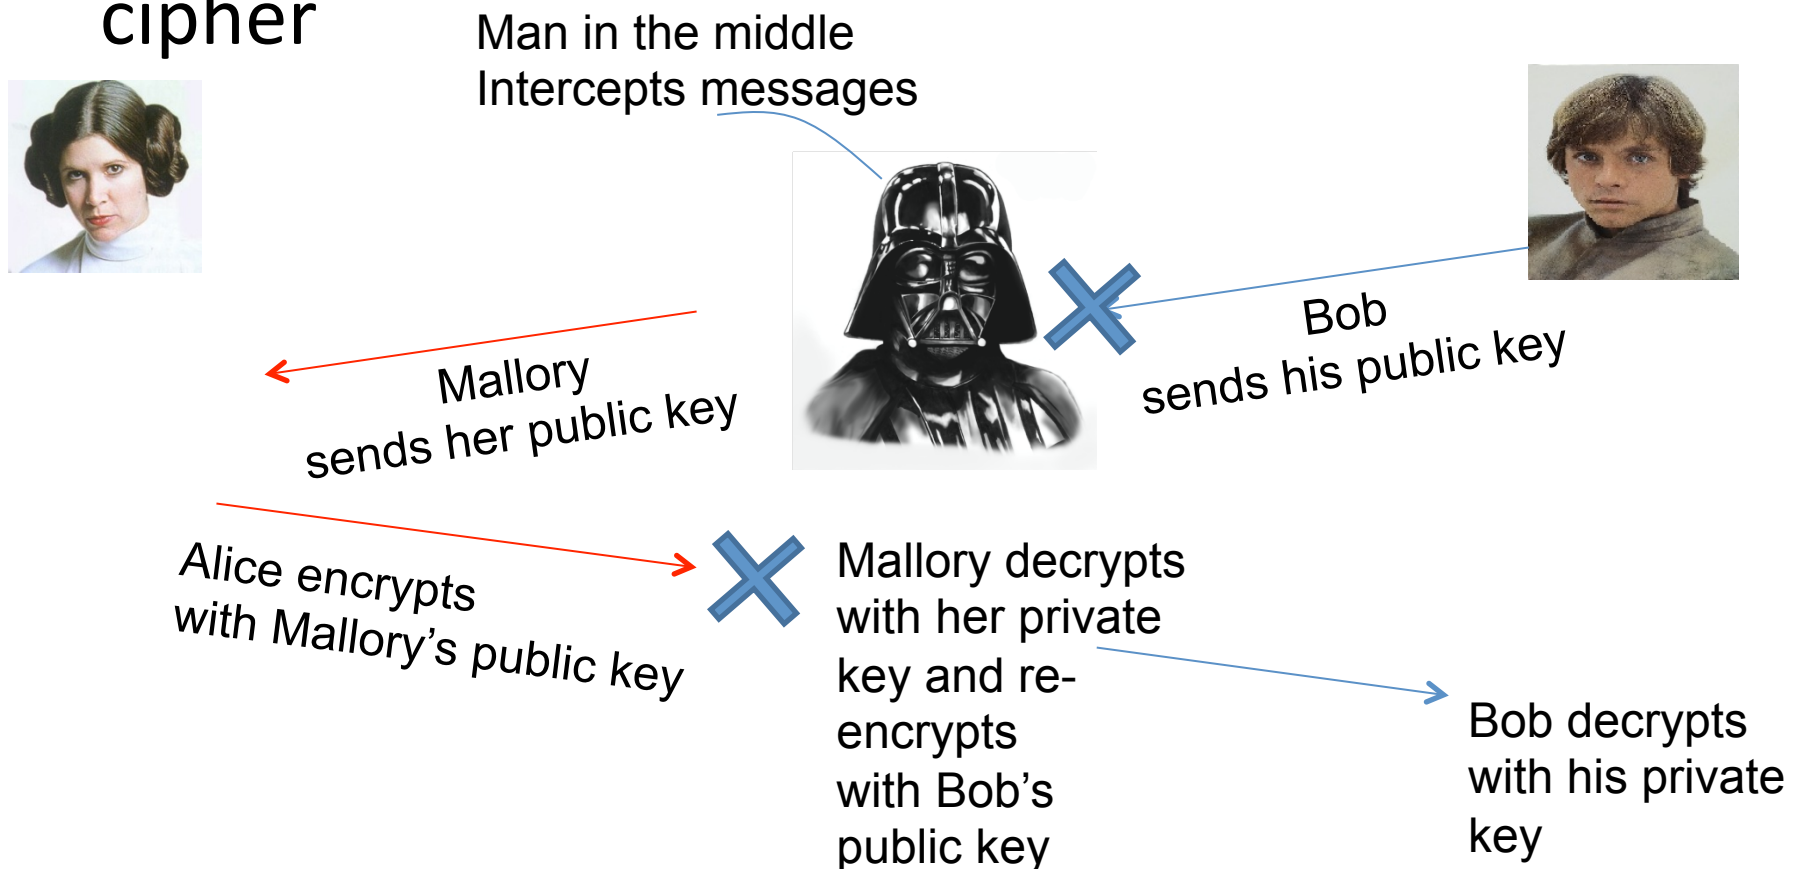 cipher
Man in the middle
Intercepts messages
Bob
sends his public key
Mallory
sends her public key
Alice encrypts
with Mallory’s public key
Mallory decrypts
with her private
key and re-
encrypts
with Bob’s
public key
Bob decrypts
with his private
key